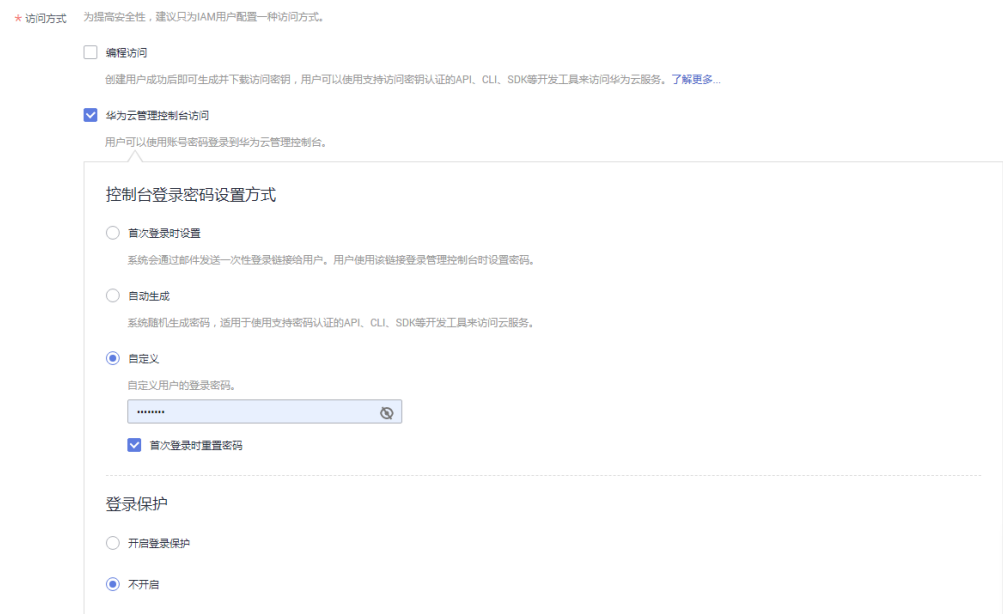 * 访问方式 为提高安全性，建议只为IAM用户配置一种访问方式。
编程访问
创建用户成功后即可生成并下载访问密钥，用户可以使用支持访问密钥认证的API、CLI、SDK等开发工具来访问华为云服务。了解更多...
华为云管理控制台访问
用户可以使用账号密码登录到华为云管理控制台。
控制台登录密码设置方式
首次登录时设置
系统会通过邮件发送一次性登录链接给用户。用户使用该链接登录管理控制台时设置密码。
自动生成
系统随机生成密码，适用于使用支持密码认证的API、CLI、SDK等开发工具来访问云服务。
自定义
自定义用户的登录密码。
••••••••
首次登录时重置密码
登录保护
开启登录保护
不开启